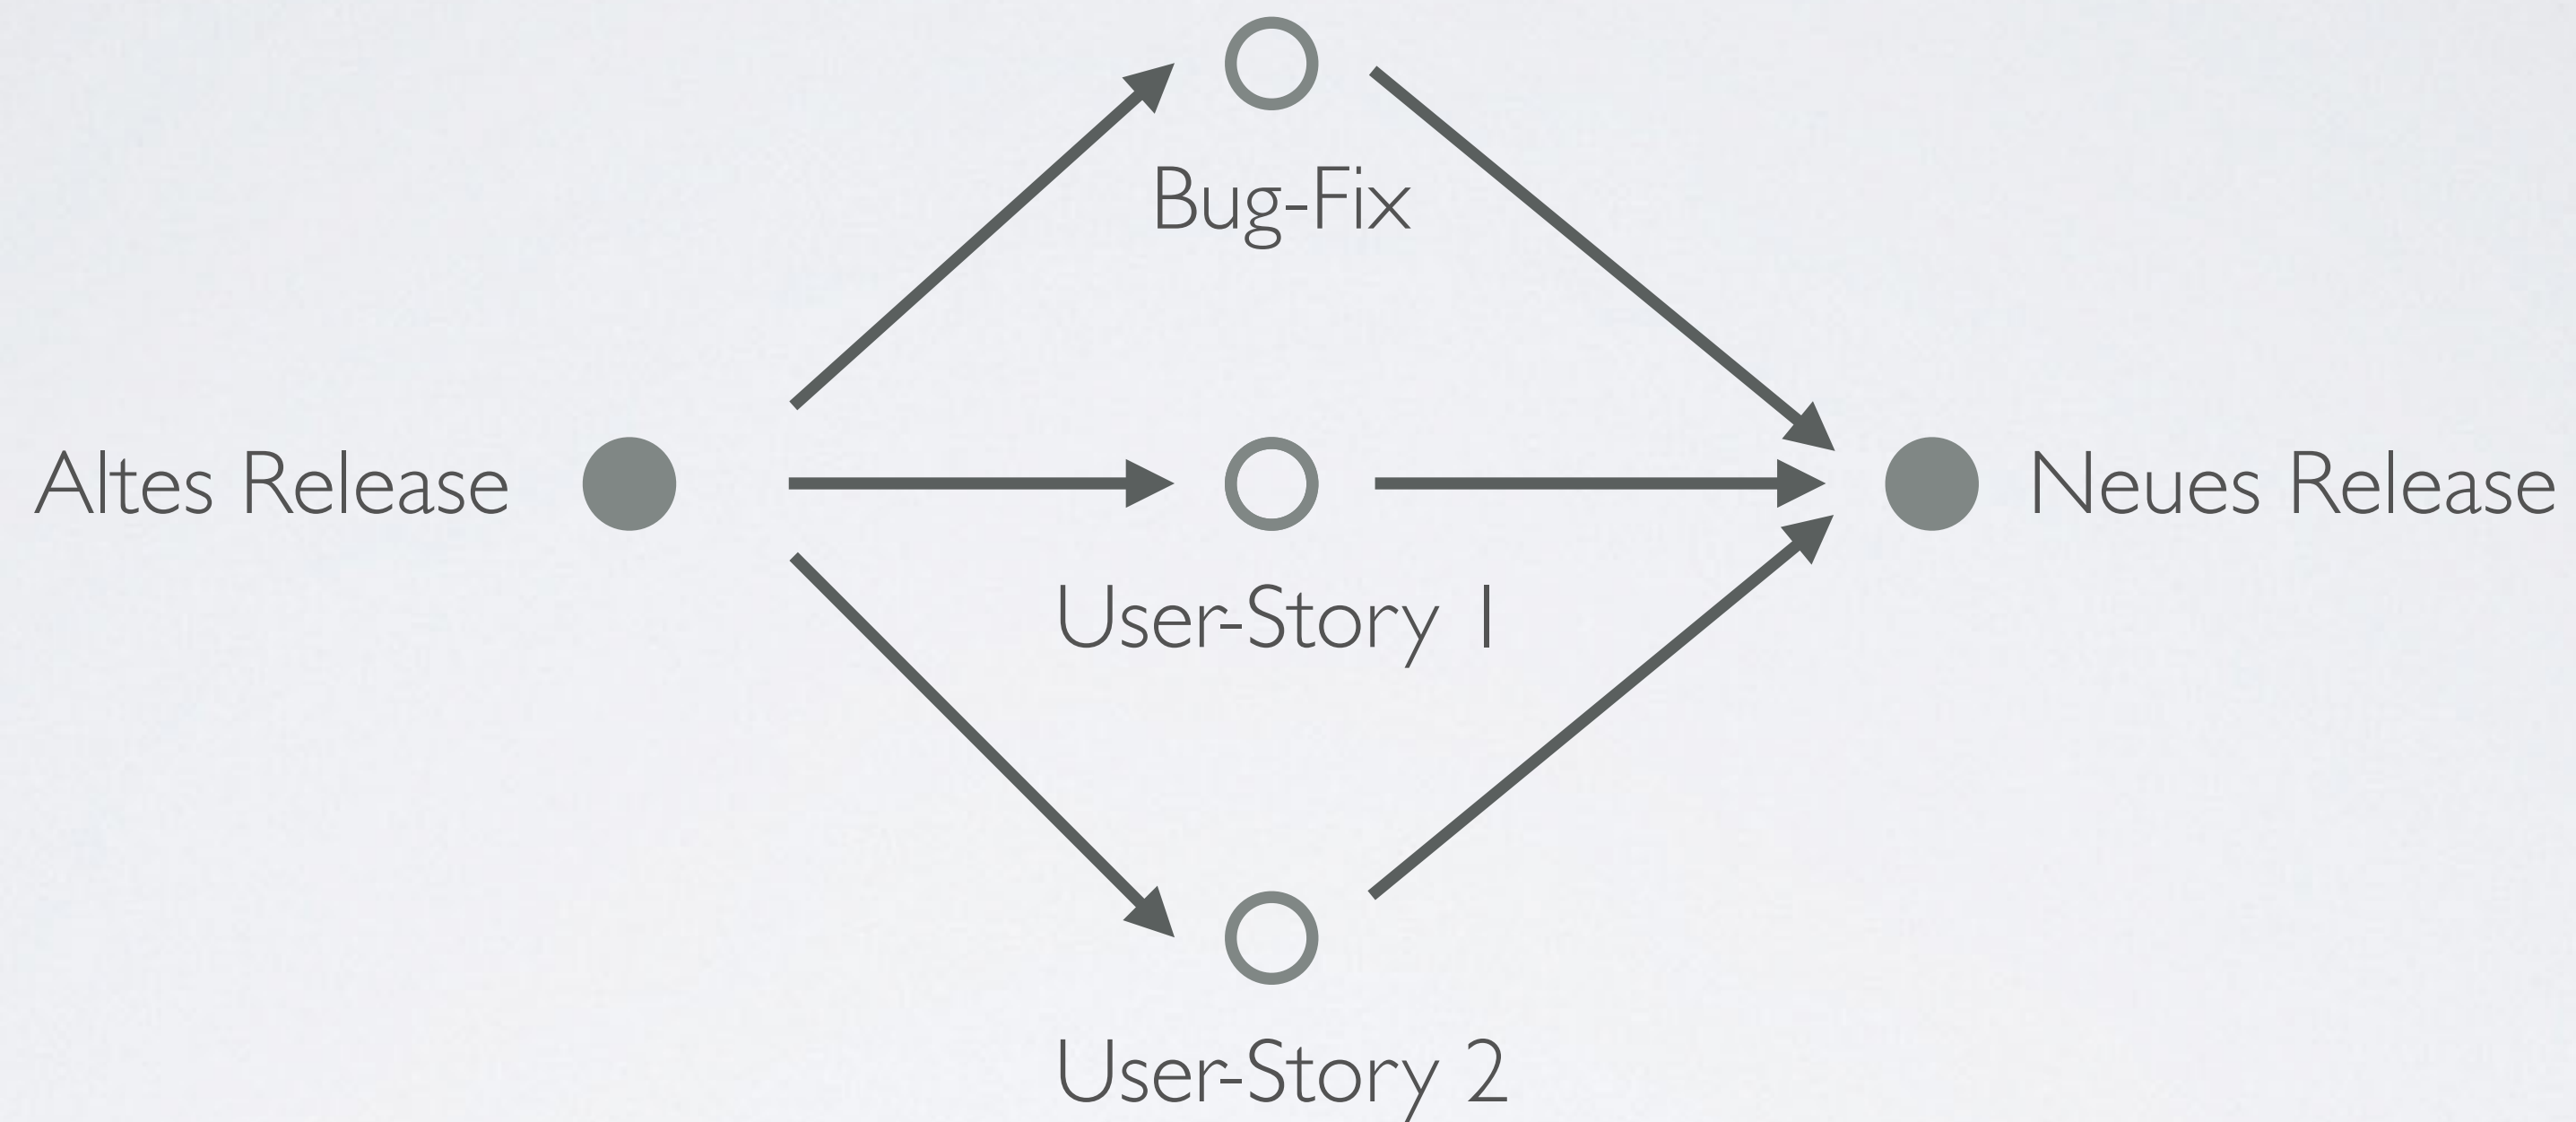 Bug-Fix
Altes Release
Neues Release
User-Story 1
User-Story 2